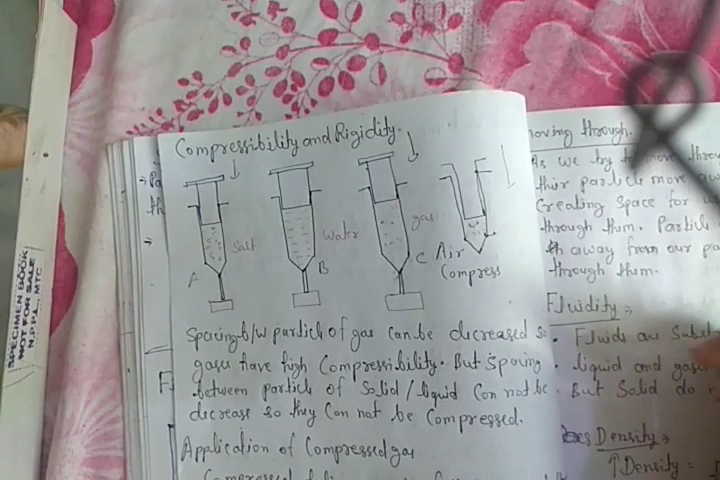 SPECIMEN BOOK
NOT FOR SALE
N.P.P.L., MTC
Compressibility and Rigidity.
Salt
Water
gas
A
B
C
Air
Compress
Spacing b/w particle of gas can be decreased so
gases have high Compressibility. But Spacing
between particle of Solid / liquid Can not be
decrease so they Can not be Compressed.
Application of Compressed gas
Compressed
moving through.
As we try to move
thir particle more
Creating Space for
through them. Particle
away from our
through them.
Fluidity
Fluids are
liquid and gases
But Solid do
Density
↑Density =